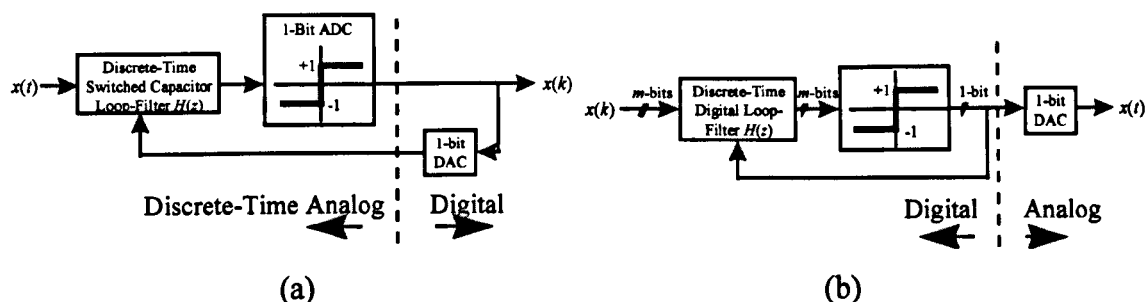 1-Bit ADC
+1
-1
x(t)
Discrete-Time
Switched Capacitor
Loop-Filter H(z)
x(k)
1-bit
DAC
Discrete-Time Analog
Digital
(a)
x(k)
m-bits
Discrete-Time
Digital Loop-
Filter H(z)
m-bits
+1
-1
1-bit
1-bit
DAC
x(t)
Digital
Analog
(b)